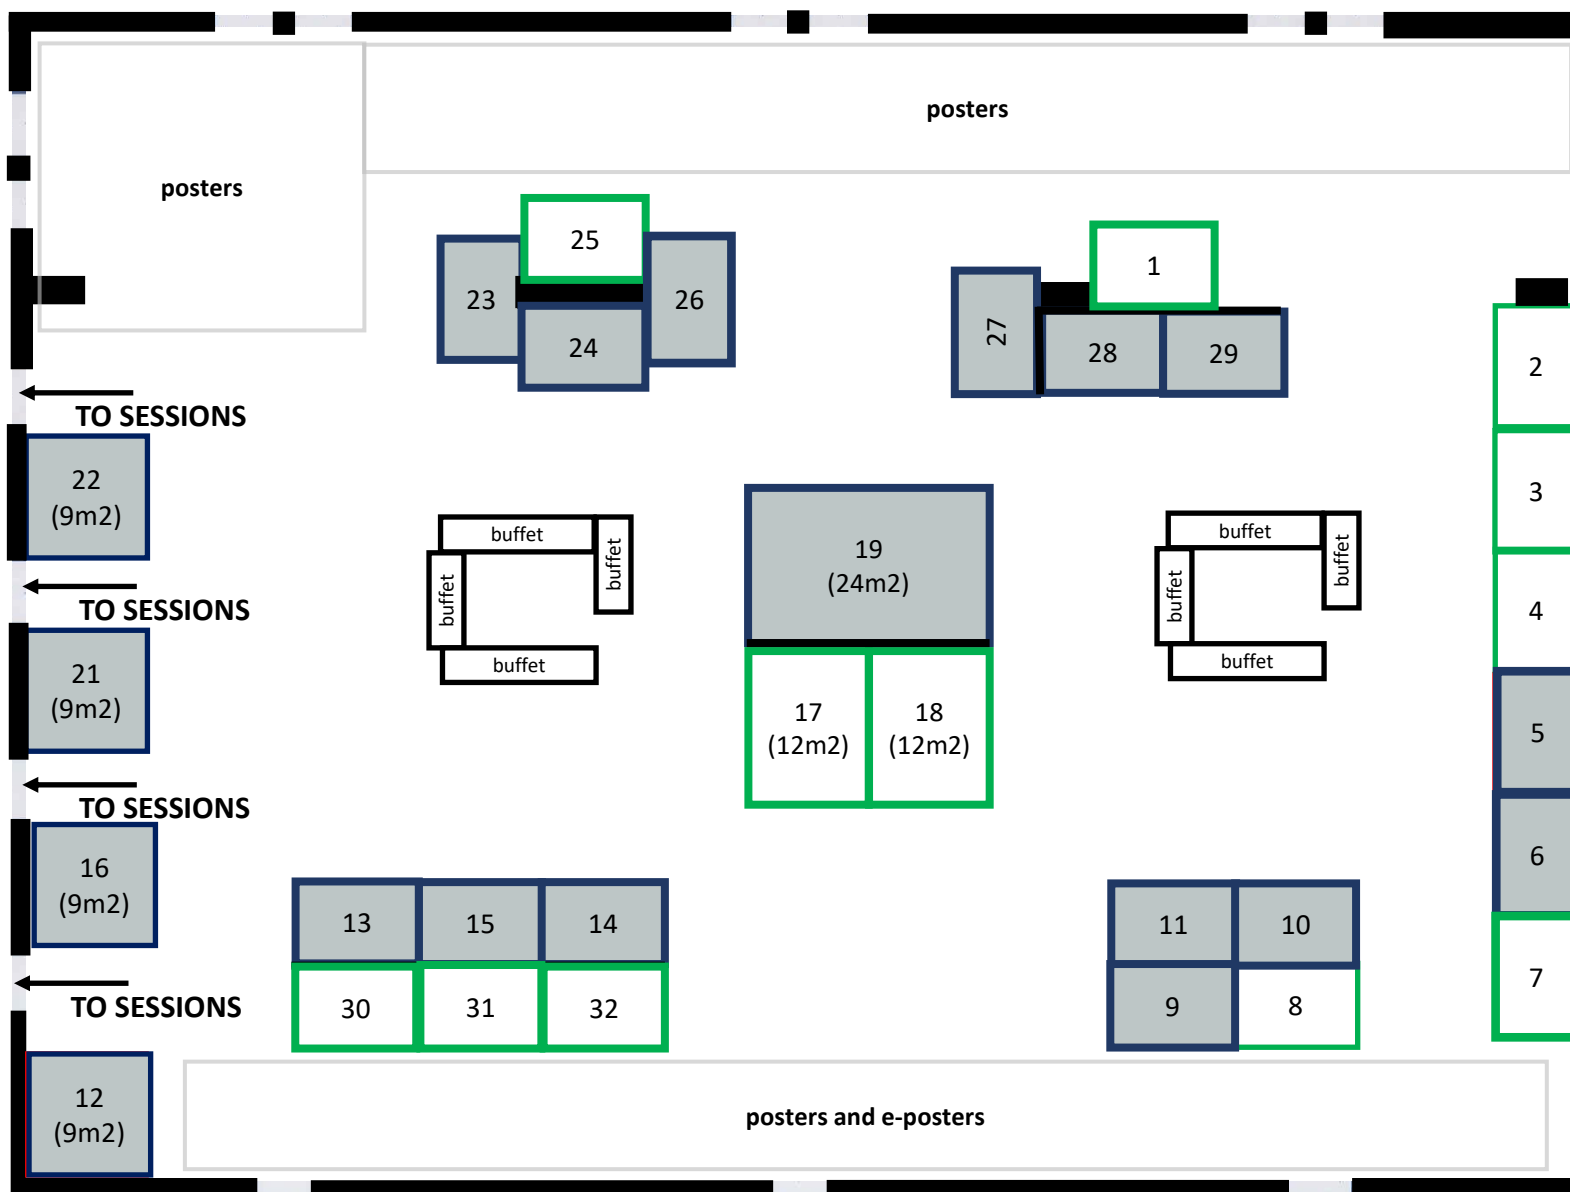 posters
posters
25
1
23
26
24
27
28
29
2
TO SESSIONS
22
(9m2)
3
buffet
buffet
buffet
buffet
19
(24m2)
buffet
buffet
buffet
buffet
4
TO SESSIONS
21
(9m2)
17
(12m2)
18
(12m2)
5
TO SESSIONS
16
(9m2)
6
13
15
14
11
10
7
TO SESSIONS
30
31
32
9
8
12
(9m2)
posters and e-posters